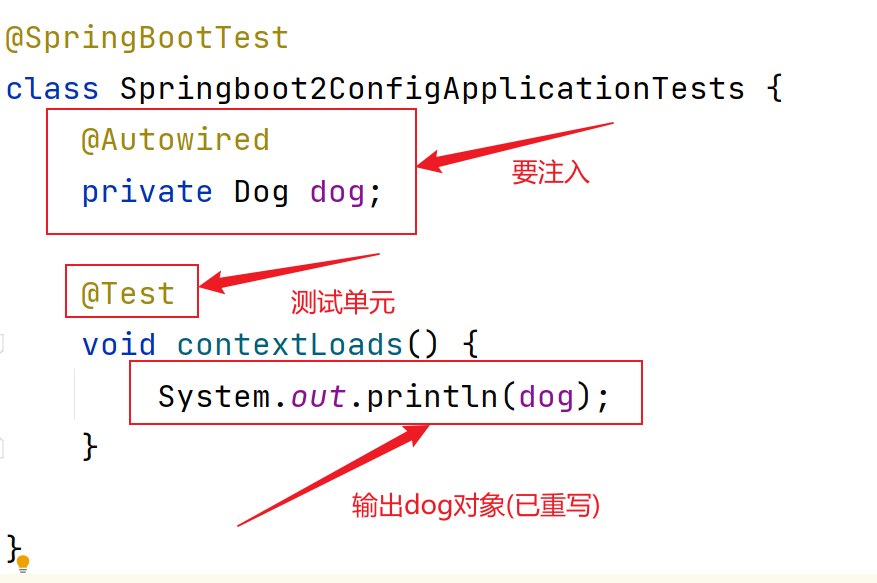 @SpringBootTest
class Springboot2ConfigApplicationTests {
@Autowired
private Dog dog;
要注入
@Test
测试单元
void contextLoads() {
System.out.println(dog);
}
输出dog对象(已重写)
}